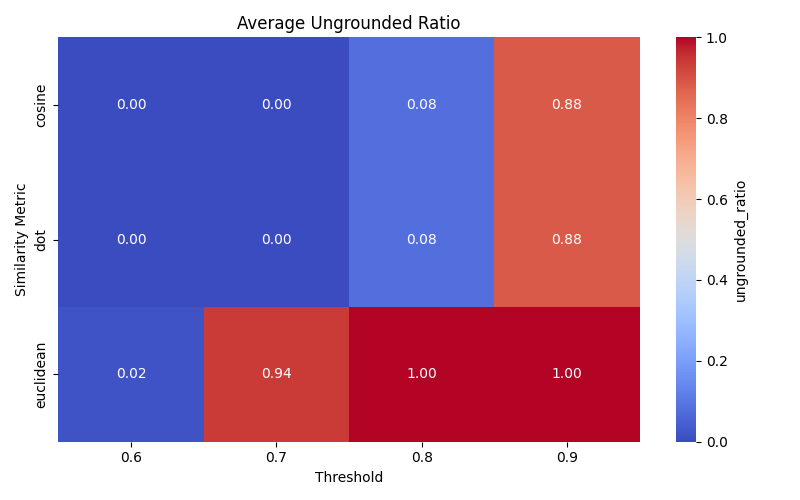 Average Ungrounded Ratio
Similarity Metric
cosine
0.00 0.00 0.08 0.88
dot
0.00 0.00 0.08 0.88
euclidean
0.02 0.94 1.00 1.00
0.6 0.7 0.8 0.9
Threshold
1.0
0.8
0.6
0.4
0.2
0.0
ungrounded_ratio